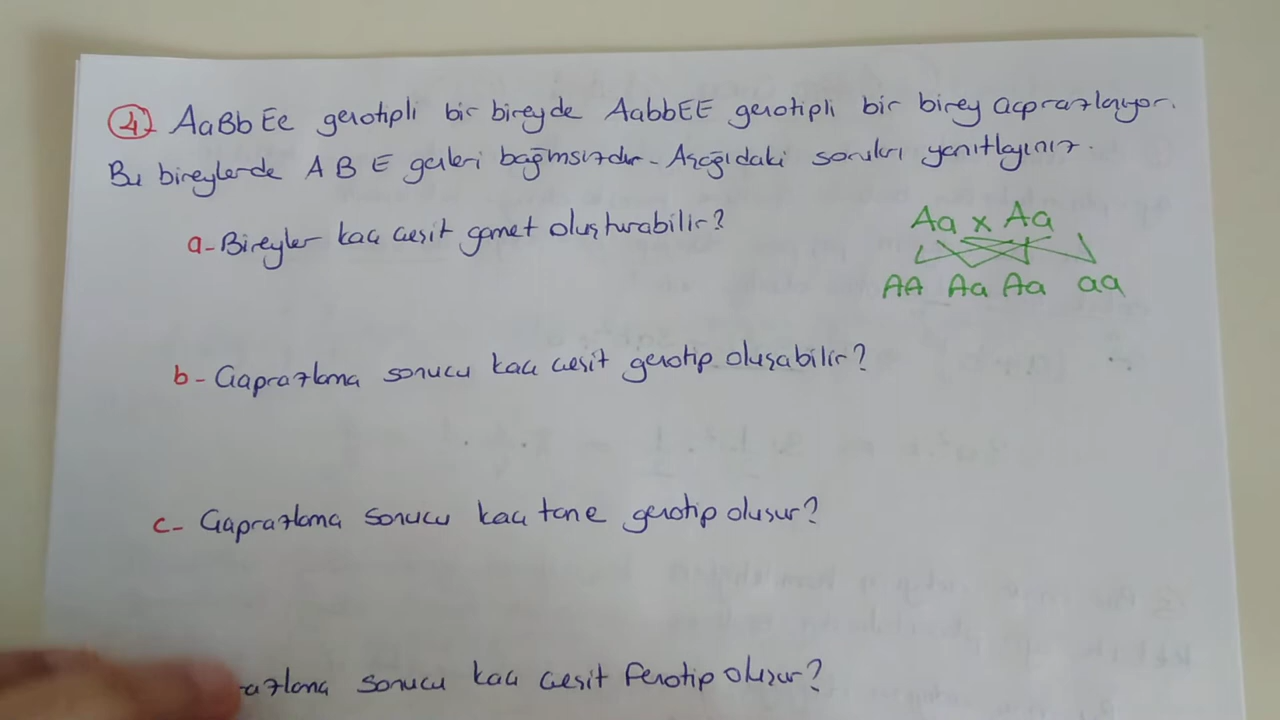 4) AaBbEe genotipli bir bireyde AabbEE genotipli bir birey çaprazlanıyor.
Bu bireylerde A B E genleri bağımsızdır. Aşağıdaki soruları yanıtlayınız.
a- Bireyler kaç çeşit gamet oluşturabilir?
Aa x Aa
AA Aa Aa aa
b- Çaprazlama sonucu kaç çeşit genotip oluşabilir?
c- Çaprazlama sonucu kaç tane genotip oluşur?
azlama sonucu kaç çeşit fenotip oluşur?